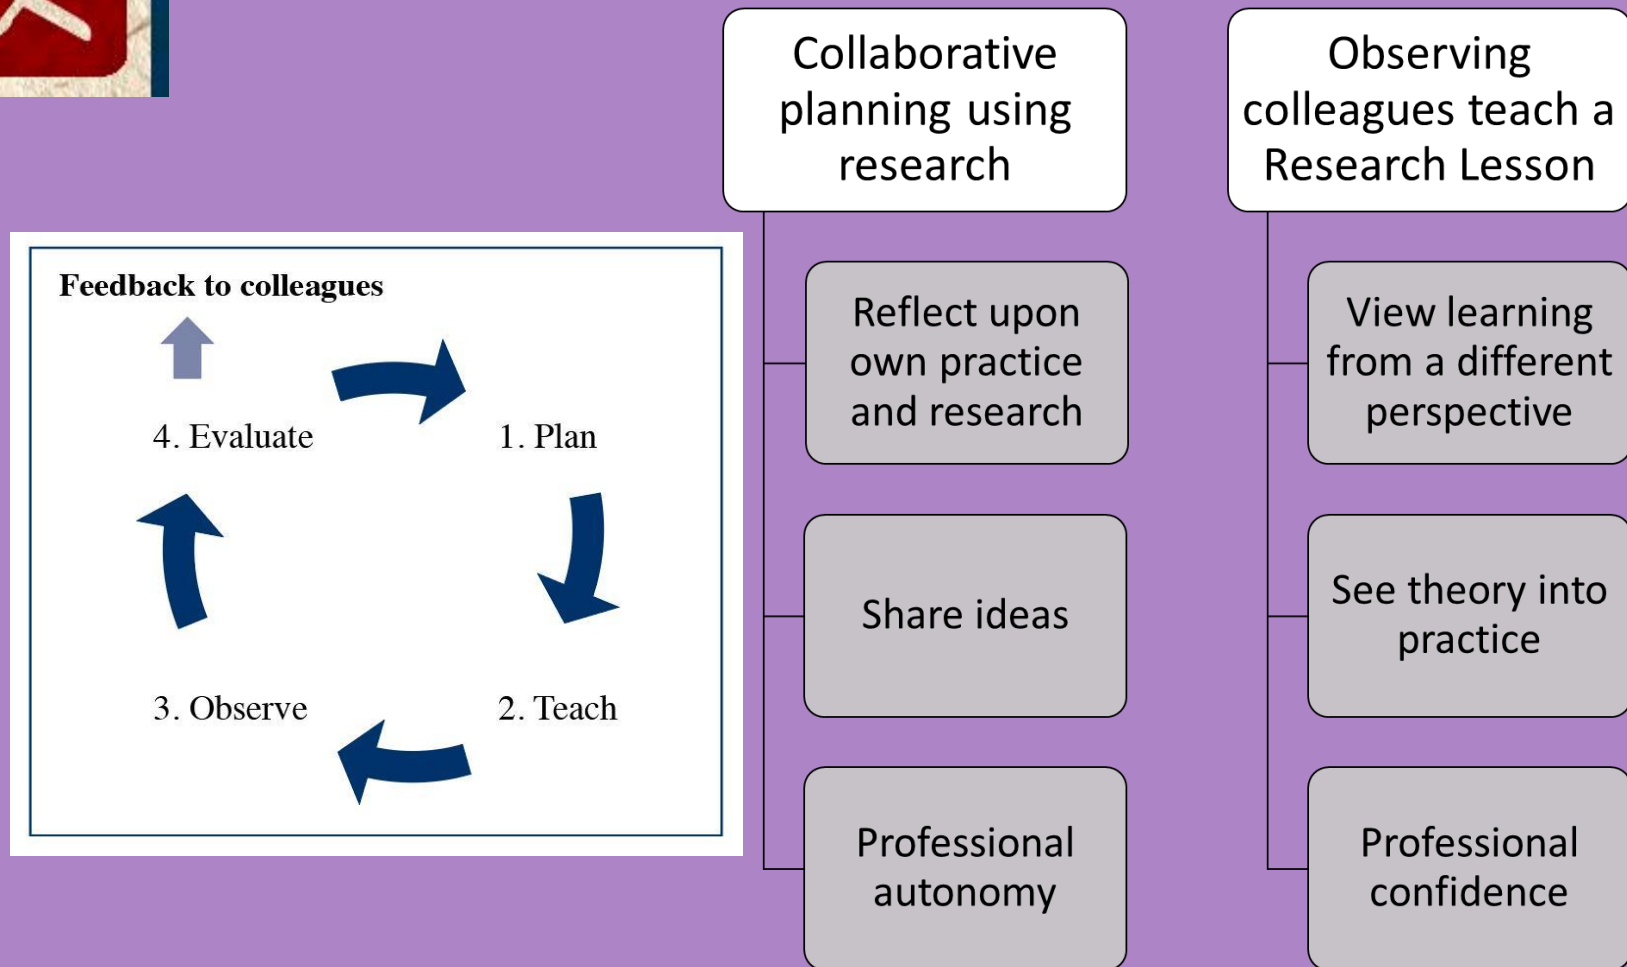 Feedback to colleagues
4. Evaluate
1. Plan
3. Observe
2. Teach
Collaborative
planning using
research
Reflect upon
own practice
and research
Share ideas
Professional
autonomy
Observing
colleagues teach a
Research Lesson
View learning
from a different
perspective
See theory into
practice
Professional
confidence